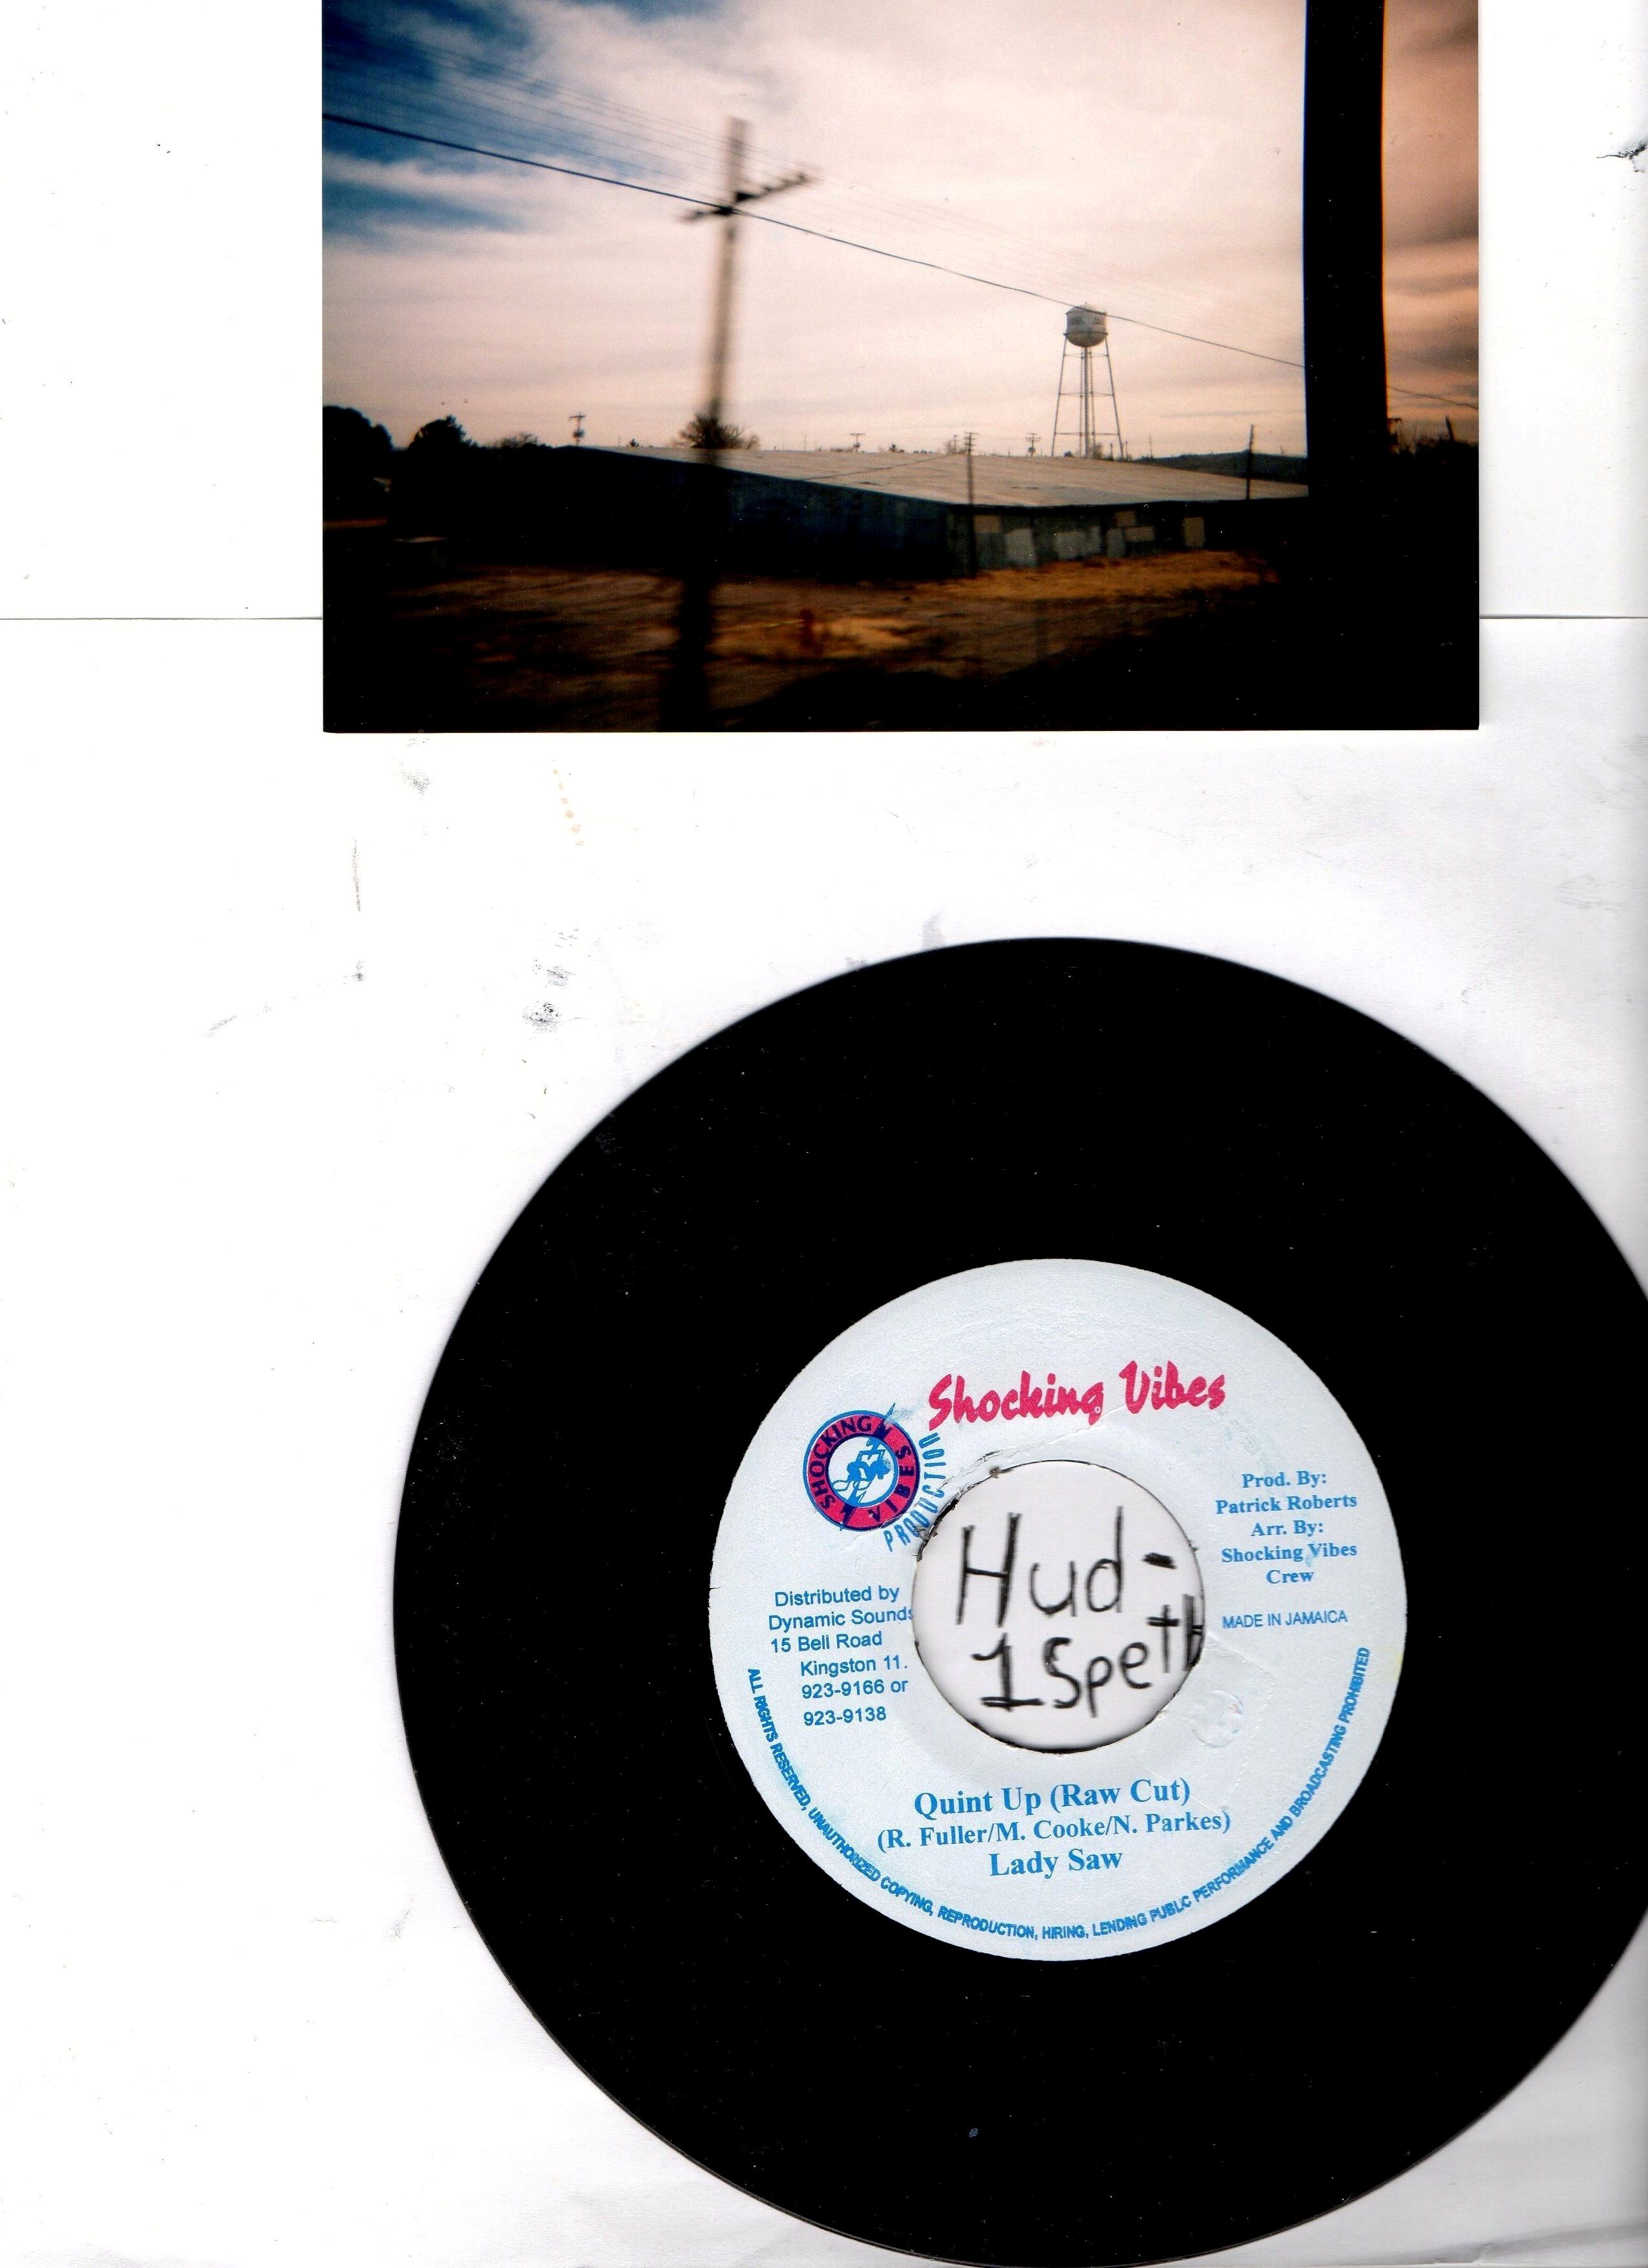 Shocking Vibes
SHOCKING VIBES
PRODUCTION
Prod. By:
Patrick Roberts
Arr. By:
Shocking Vibes
Crew
MADE IN JAMAICA
Hud-
1Speth
Distributed by
Dynamic Sounds
15 Bell Road
Kingston 11.
923-9166 or
923-9138
Quint Up (Raw Cut)
(R. Fuller/M. Cooke/N. Parkes)
Lady Saw
ALL RIGHTS RESERVED, UNAUTHORIZED COPYING, REPRODUCTION, HIRING, LENDING PUBLIC PERFORMANCE AND BROADCASTING PROHIBITED